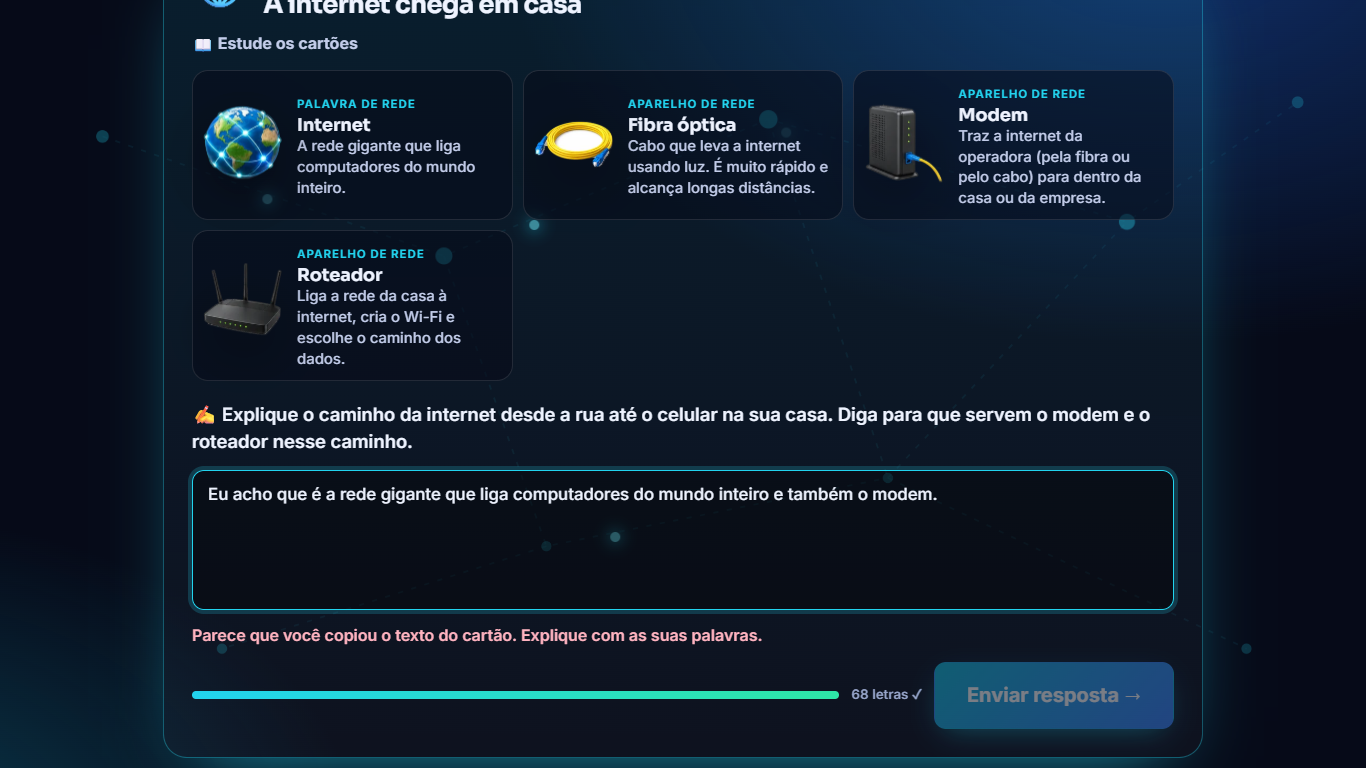 A internet chega em casa
📖 Estude os cartões
PALAVRA DE REDE
Internet
A rede gigante que liga
computadores do mundo
inteiro.
APARELHO DE REDE
Fibra óptica
Cabo que leva a internet
usando luz. É muito rápido e
alcança longas distâncias.
APARELHO DE REDE
Modem
Traz a internet da
operadora (pela fibra ou
pelo cabo) para dentro da
casa ou da empresa.
APARELHO DE REDE
Roteador
Liga a rede da casa à
internet, cria o Wi-Fi e
escolhe o caminho dos
dados.
✍️ Explique o caminho da internet desde a rua até o celular na sua casa. Diga para que servem o modem e o
roteador nesse caminho.
Eu acho que é a rede gigante que liga computadores do mundo inteiro e também o modem.
Parece que você copiou o texto do cartão. Explique com as suas palavras.
68 letras ✓
Enviar resposta →